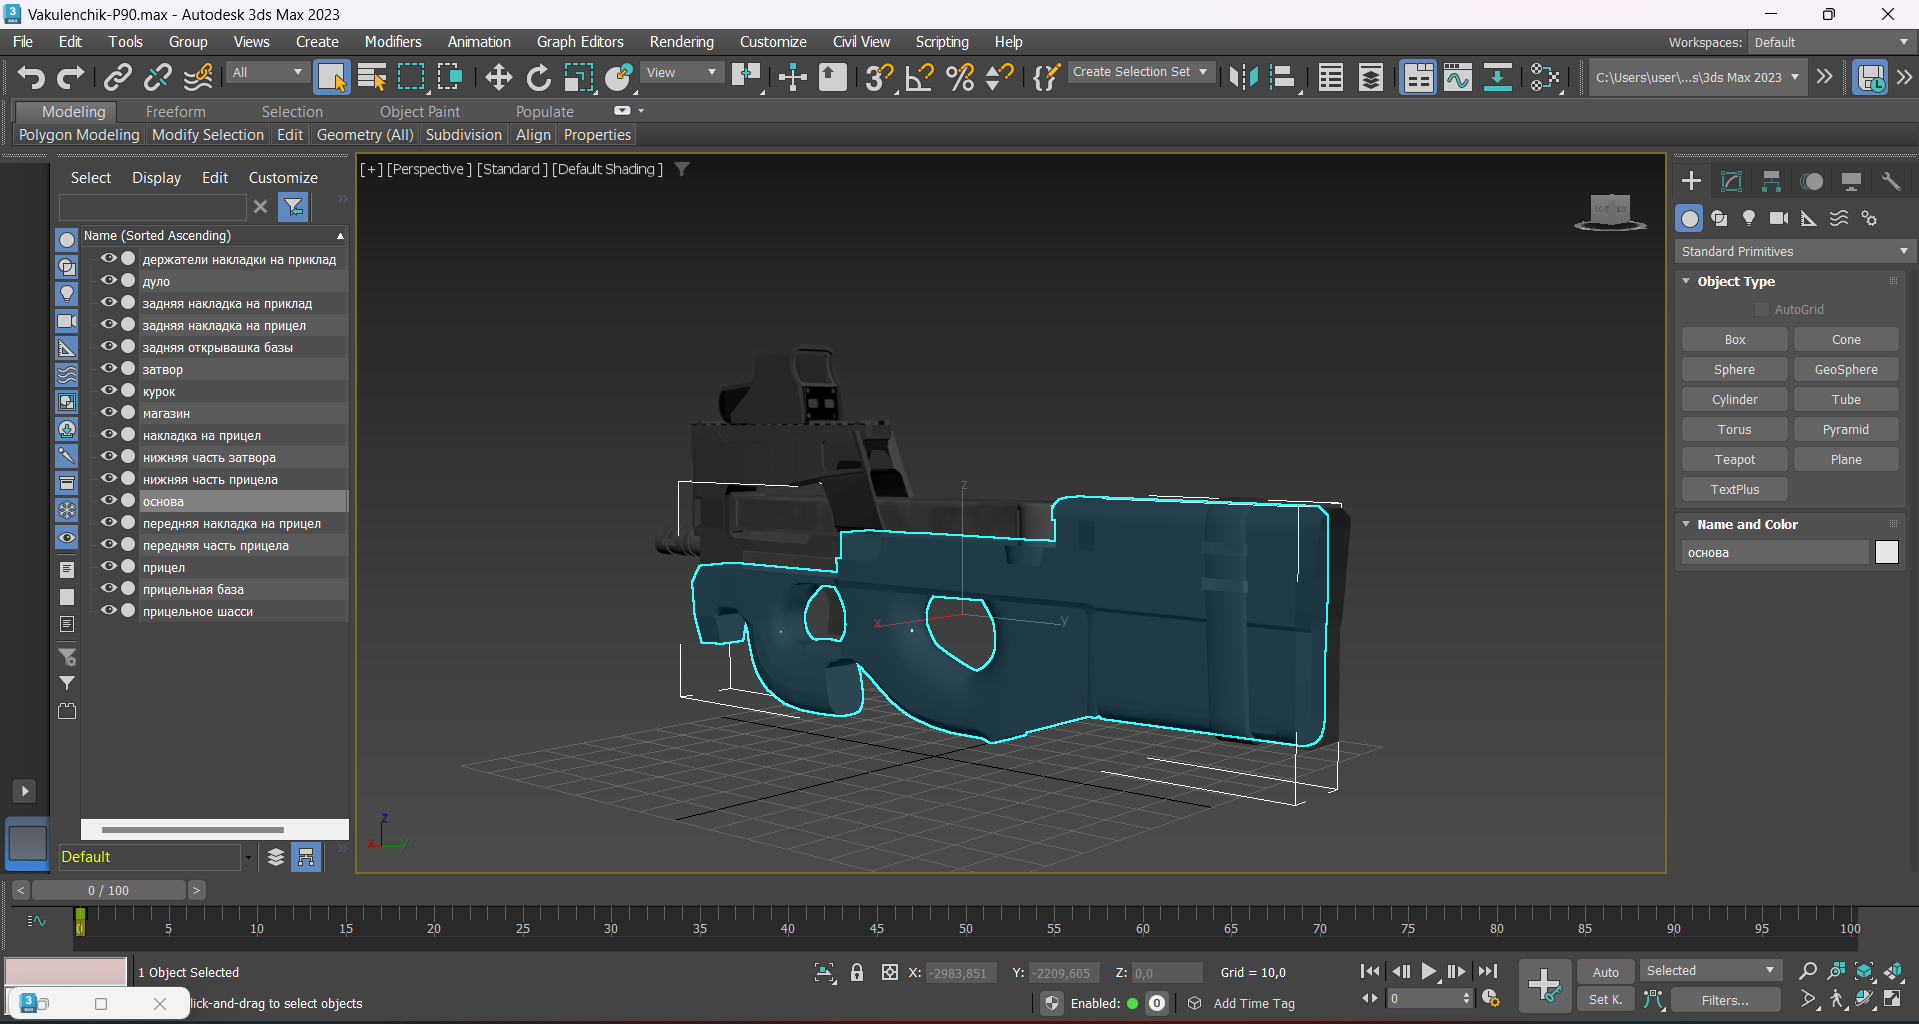 Vakulenchik-P90.max - Autodesk 3ds Max 2023
File Edit Tools Group Views Create Modifiers Animation Graph Editors Rendering Customize Civil View Scripting Help
Workspaces: Default
All
View
Create Selection Set
C:\Users\user\...s\3ds Max 2023
Modeling Freeform Selection Object Paint Populate
Polygon Modeling Modify Selection Edit Geometry (All) Subdivision Align Properties
Select Display Edit Customize
Name (Sorted Ascending)
держатели накладки на приклад
дуло
задняя накладка на приклад
задняя накладка на прицел
задняя открывашка базы
затвор
курок
магазин
накладка на прицел
нижняя часть затвора
нижняя часть прицела
основа
передняя накладка на прицел
передняя часть прицела
прицел
прицельная база
прицельное шасси
Default
[+] [Perspective ] [Standard ] [Default Shading ]
z
x
y
z
x
y
Standard Primitives
Object Type
AutoGrid
Box Cone
Sphere GeoSphere
Cylinder Tube
Torus Pyramid
Teapot Plane
TextPlus
Name and Color
основа
< 0 / 100 >
0 5 10 15 20 25 30 35 40 45 50 55 60 65 70 75 80 85 90 95 100
1 Object Selected
X: -2983,851 Y: -2209,605 Z: 0,0 Grid = 10,0
lick-and-drag to select objects
Enabled: 0 Add Time Tag
0
Auto Selected
Set K. Filters...